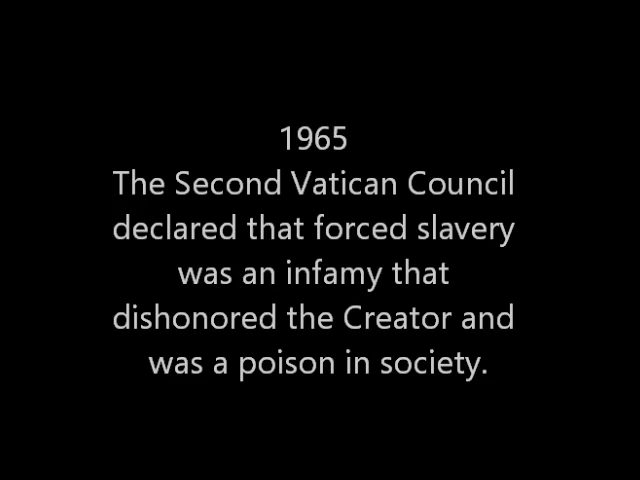 1965
The Second Vatican Council
declared that forced slavery
was an infamy that
dishonored the Creator and
was a poison in society.